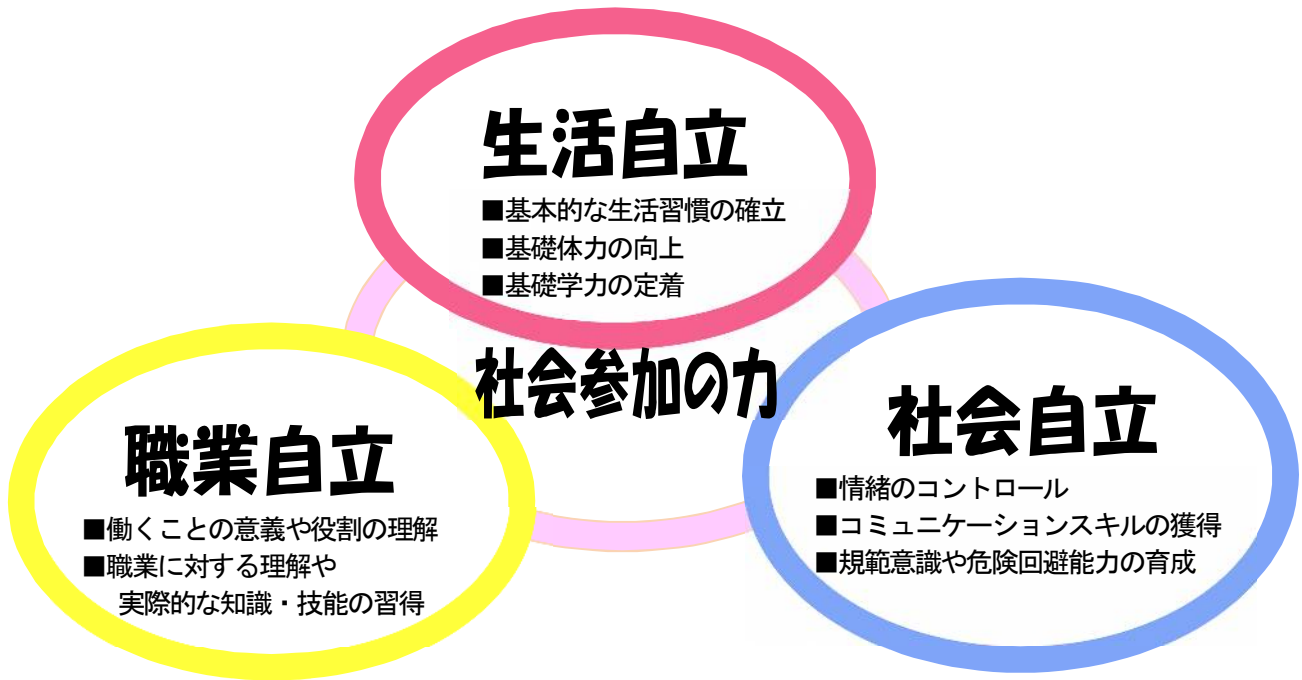 生活自立
■基本的な生活習慣の確立
■基礎体力の向上
■基礎学力の定着
社会参加の力
職業自立
■働くことの意義や役割の理解
■職業に対する理解や
実際的な知識・技能の習得
社会自立
■情緒のコントロール
■コミュニケーションスキルの獲得
■規範意識や危険回避能力の育成